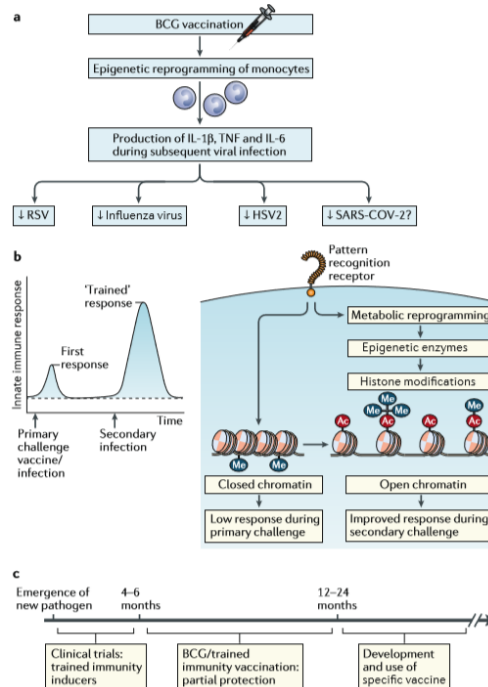 a
BCG vaccination
Epigenetic reprogramming of monocytes
Production of IL-1β, TNF and IL-6
during subsequent viral infection
↓ RSV
↓ Influenza virus
↓ HSV2
↓ SARS-COV-2?
b
Innate immune response
'Trained'
response
First
response
Time
Primary
challenge
vaccine/
infection
Secondary
infection
Pattern
recognition
receptor
Metabolic reprogramming
Epigenetic enzymes
Histone modifications
Me
Me
Me
Me
Ac
Ac
Ac
Ac
Me
Me
Closed chromatin
Open chromatin
Low response during
primary challenge
Improved response during
secondary challenge
c
Emergence of
new pathogen
4–6
months
12–24
months
Clinical trials:
trained immunity
inducers
BCG/trained
immunity vaccination:
partial protection
Development
and use of
specific vaccine